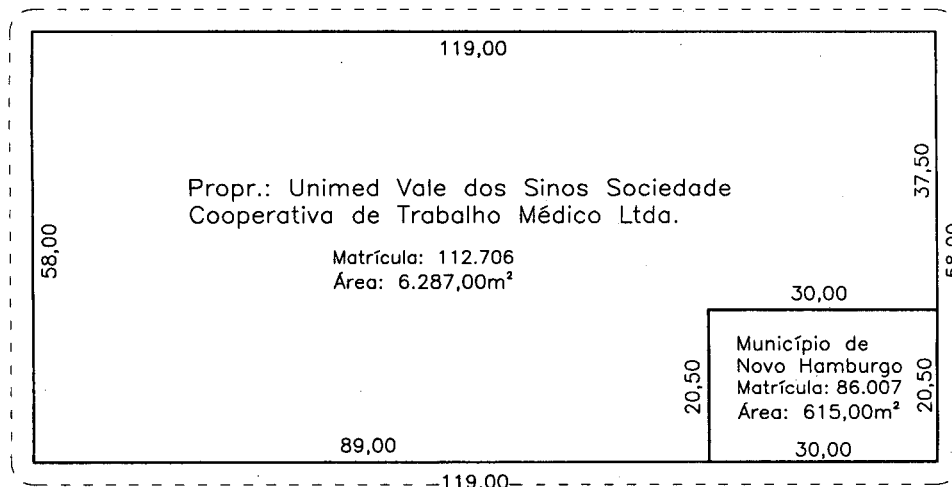 119,00
37,50
Propr.: Unimed Vale dos Sinos Sociedade
Cooperativa de Trabalho Médico Ltda.
58,00
58,00
Matrícula: 112.706
Área: 6.287,00m²
30,00
20,50
Município de
Novo Hamburgo
Matrícula: 86.007
Área: 615,00m²
20,50
89,00
30,00
119,00